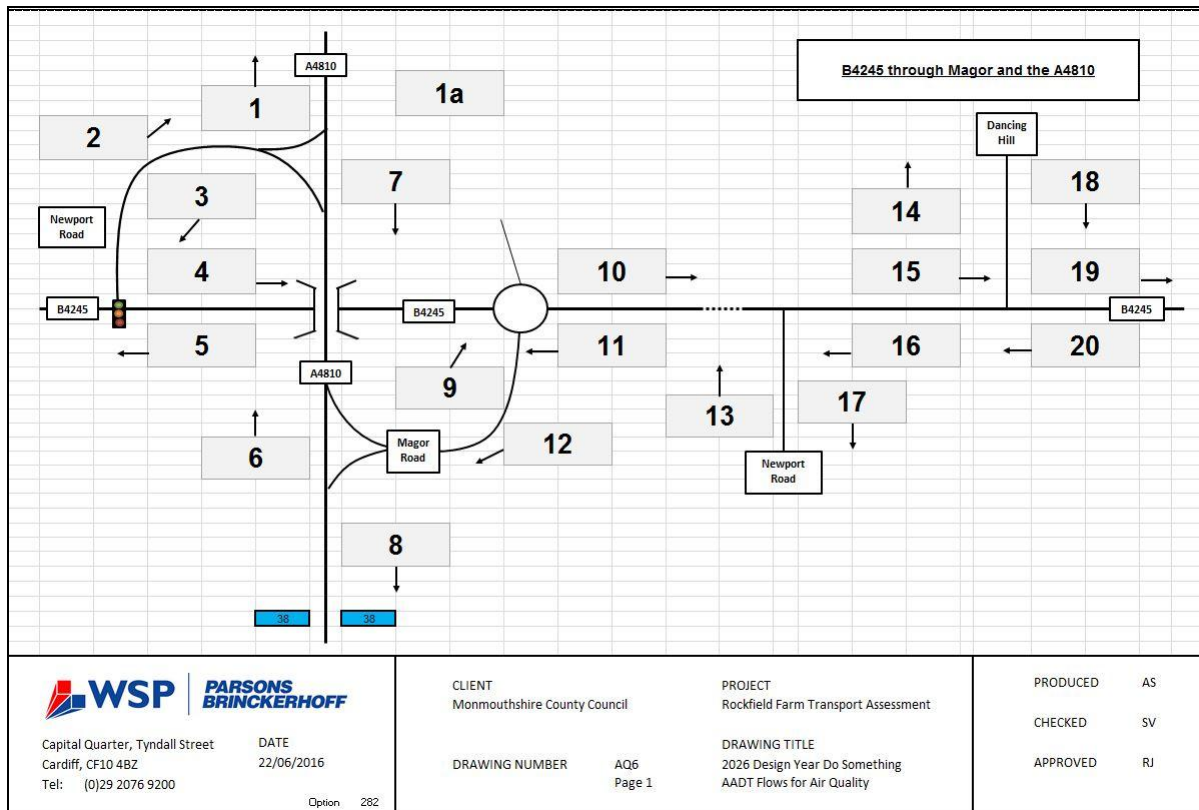 A4810
B4245 through Magor and the A4810
1
1a
2
Dancing
Hill
3
7
14
18
Newport
Road
4
10
15
19
B4245
B4245
B4245
5
11
16
20
A4810
9
13
17
6
Magor
Road
12
Newport
Road
8
38
38
WSP
PARSONS
BRINCKERHOFF
Capital Quarter, Tyndall Street
Cardiff, CF10 4BZ
Tel: (0)29 2076 9200
DATE
22/06/2016
Option 282
CLIENT
Monmouthshire County Council
PROJECT
Rockfield Farm Transport Assessment
DRAWING NUMBER AQ6
Page 1
DRAWING TITLE
2026 Design Year Do Something
AADT Flows for Air Quality
PRODUCED AS
CHECKED SV
APPROVED RJ